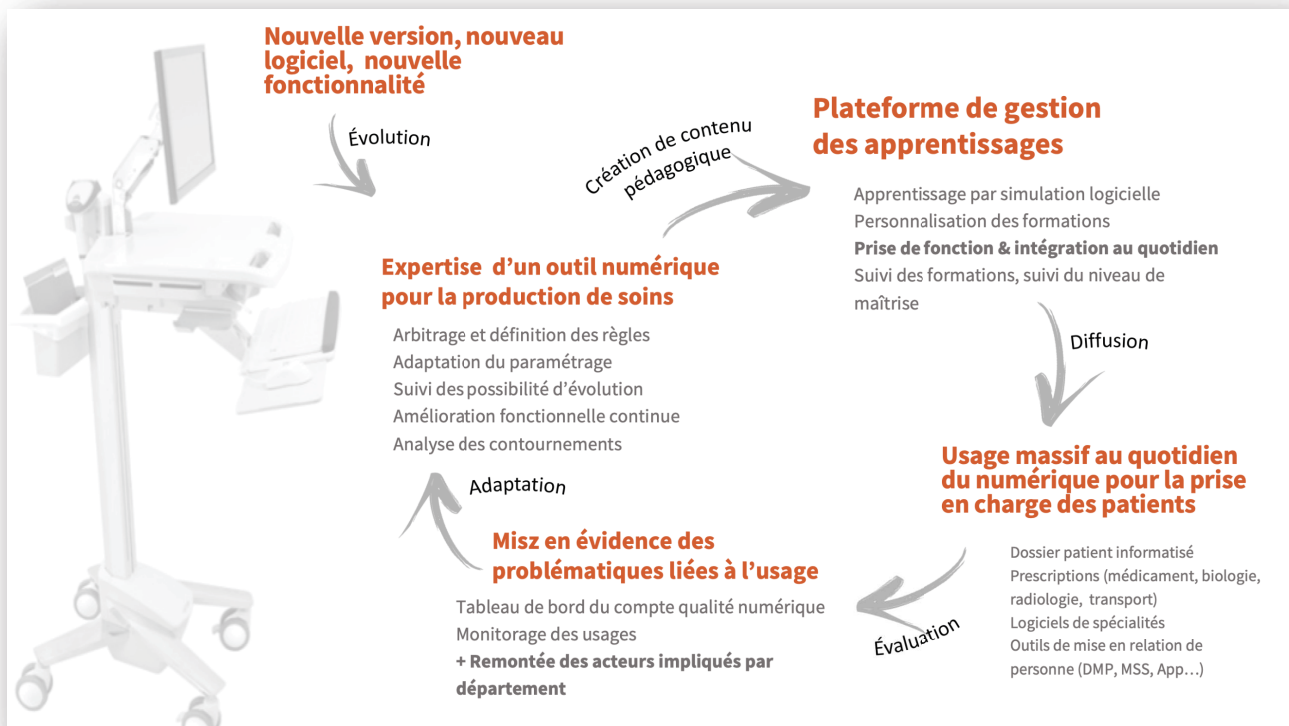 Nouvelle version, nouveau
logiciel, nouvelle
fonctionnalité
Évolution
Création de contenu
pédagogique
Plateforme de gestion
des apprentissages
Apprentissage par simulation logicielle
Personnalisation des formations
Prise de fonction & intégration au quotidien
Suivi des formations, suivi du niveau de
maîtrise
Diffusion
Expertise d'un outil numérique
pour la production de soins
Arbitrage et définition des règles
Adaptation du paramétrage
Suivi des possibilité d'évolution
Amélioration fonctionnelle continue
Analyse des contournements
Usage massif au quotidien
du numérique pour la prise
en charge des patients
Dossier patient informatisé
Prescriptions (médicament, biologie,
radiologie, transport)
Logiciels de spécialités
Outils de mise en relation de
personne (DMP, MSS, App…)
Évaluation
Adaptation
Misz en évidence des
problématiques liées à l'usage
Tableau de bord du compte qualité numérique
Monitorage des usages
+ Remontée des acteurs impliqués par
département